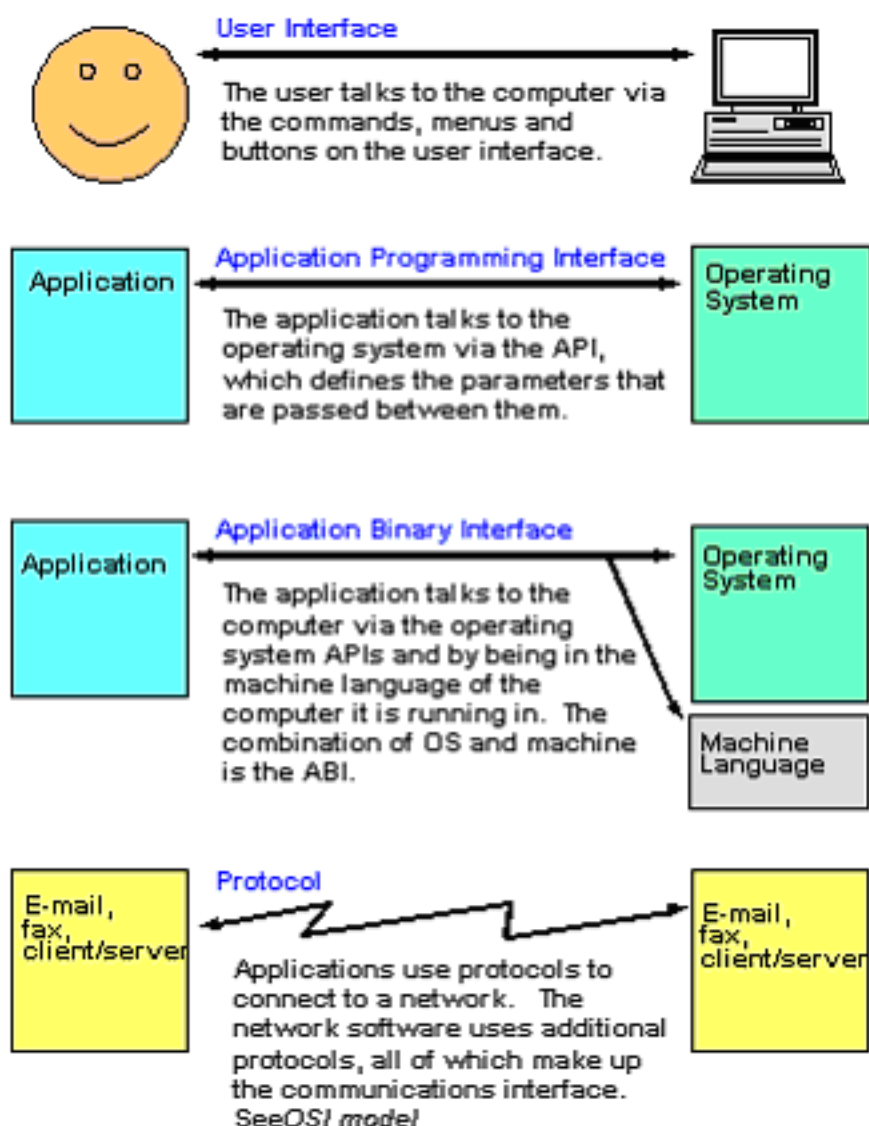 User Interface
The user talks to the computer via
the commands, menus and
buttons on the user interface.
Application
Application Programming Interface
Operating
System
The application talks to the
operating system via the API,
which defines the parameters that
are passed between them.
Application
Application Binary Interface
Operating
System
The application talks to the
computer via the operating
system APIs and by being in the
machine language of the
computer it is running in. The
combination of OS and machine
is the ABI.
Machine
Language
E-mail,
fax,
client/server
Protocol
E-mail,
fax,
client/server
Applications use protocols to
connect to a network. The
network software uses additional
protocols, all of which make up
the communications interface.
SeeOSI model